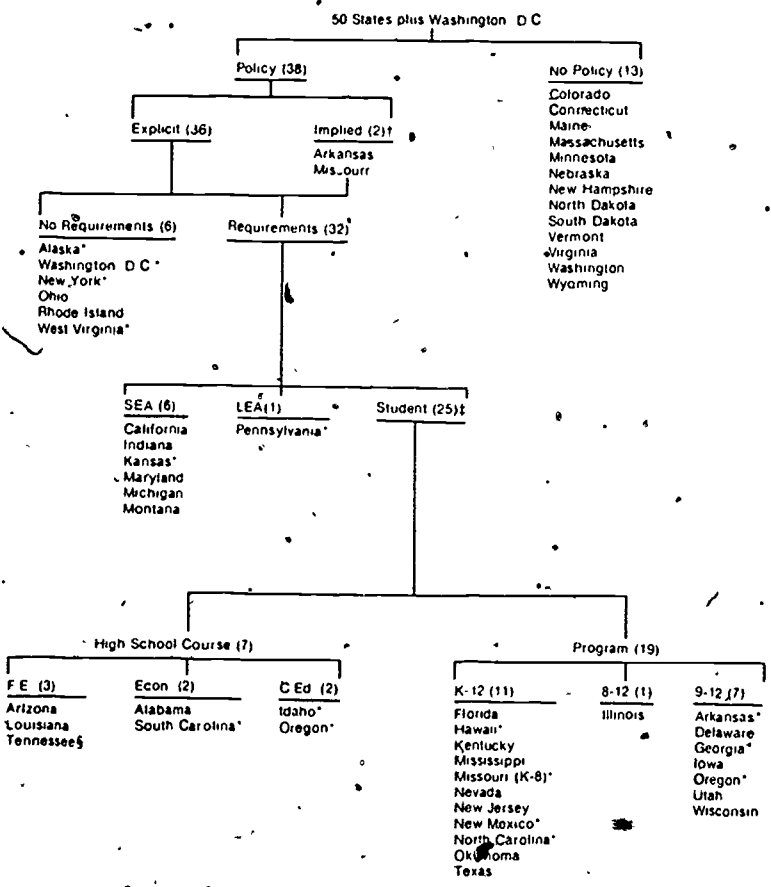 50 States plus Washington D C
Policy (38)
No Policy (13)
Colorado
Connecticut
Maine
Massachusetts
Minnesota
Nebraska
New Hampshire
North Dakota
South Dakota
Vermont
Virginia
Washington
Wyoming
Explicit (36)
Implied (2)†
Arkansas
Missouri
No Requirements (6)
Alaska*
Washington D C *
New York*
Ohio
Rhode Island
West Virginia*
Requirements (32)
SEA (6)
California
Indiana
Kansas*
Maryland
Michigan
Montana
LEA (1)
Pennsylvania*
Student (25)‡
High School Course (7)
F E (3)
Arizona
Louisiana
Tennessee§
Econ (2)
Alabama
South Carolina*
C Ed (2)
Idaho*
Oregon*
Program (19)
K-12 (11)
Florida
Hawaii*
Kentucky
Mississippi
Missouri (K-8)*
Nevada
New Jersey
New Mexico*
North Carolina*
Oklahoma
Texas
8-12 (1)
Illinois
9-12 (7)
Arkansas*
Delaware
Georgia*
Iowa
Oregon*
Utah
Wisconsin